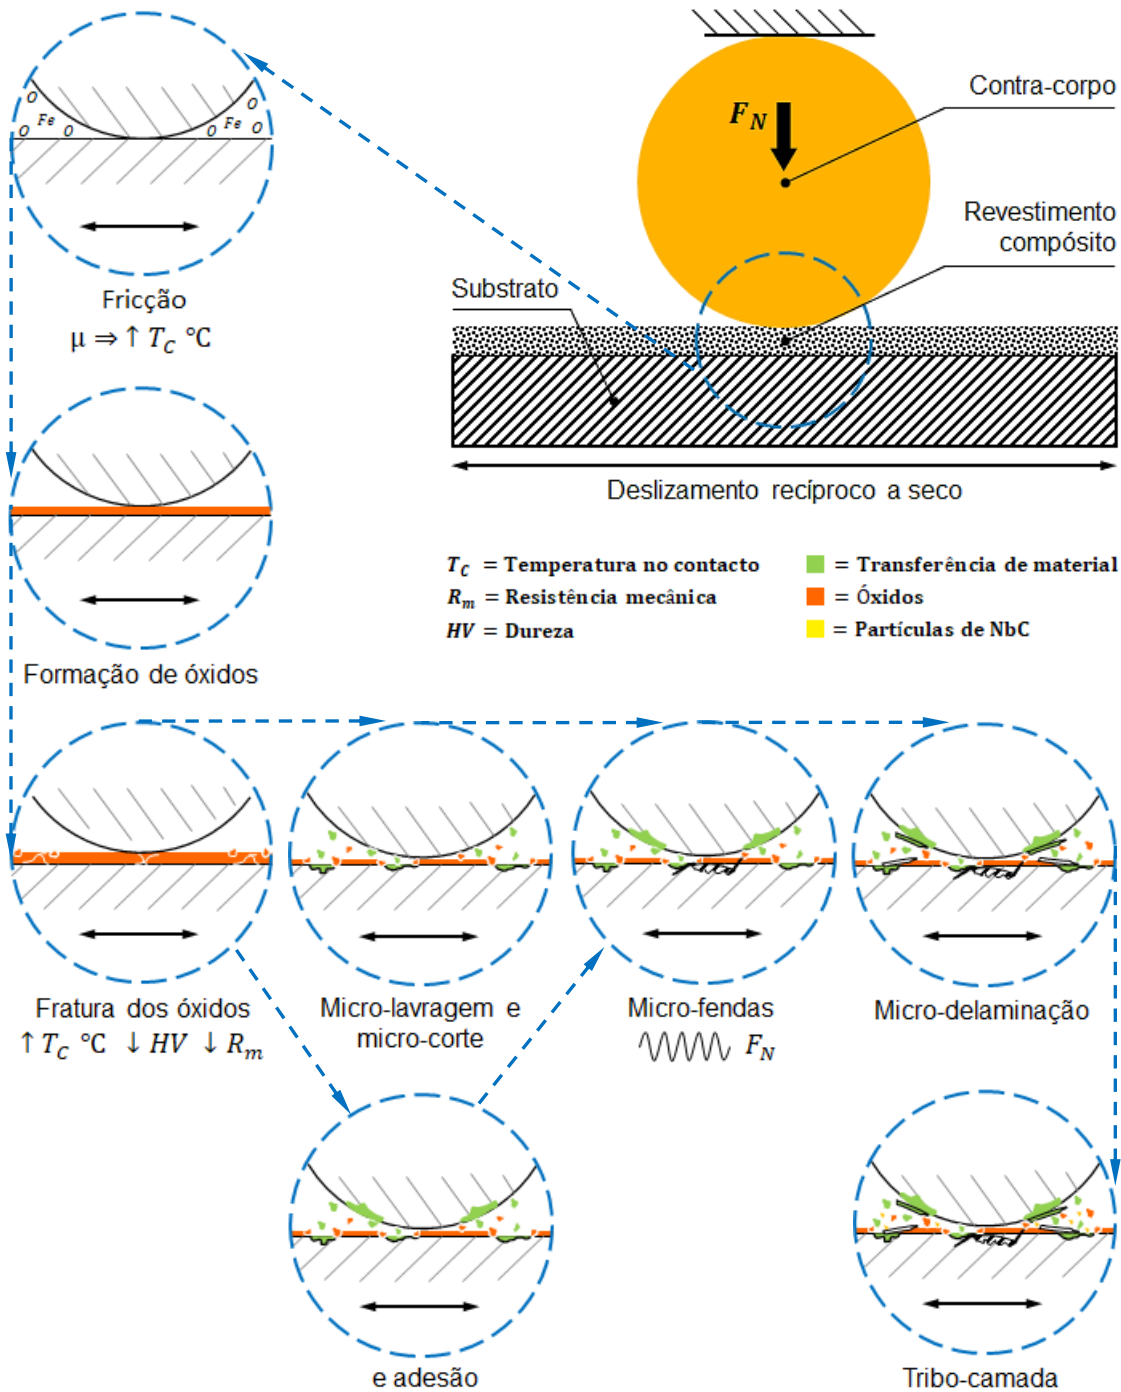 F_N
Contra-corpo
Revestimento
compósito
Substrato
Deslizamento recíproco a seco
O
Fe
O
O
O
Fe
O
O
Fricção
μ ⇒ ↑ T_C °C
Formação de óxidos
T_C = Temperatura no contacto
R_m = Resistência mecânica
HV = Dureza
= Transferência de material
= Óxidos
= Partículas de NbC
Fratura dos óxidos
↑ T_C °C ↓ HV ↓ R_m
Micro-lavragem e
micro-corte
Micro-fendas
F_N
Micro-delaminação
e adesão
Tribo-camada